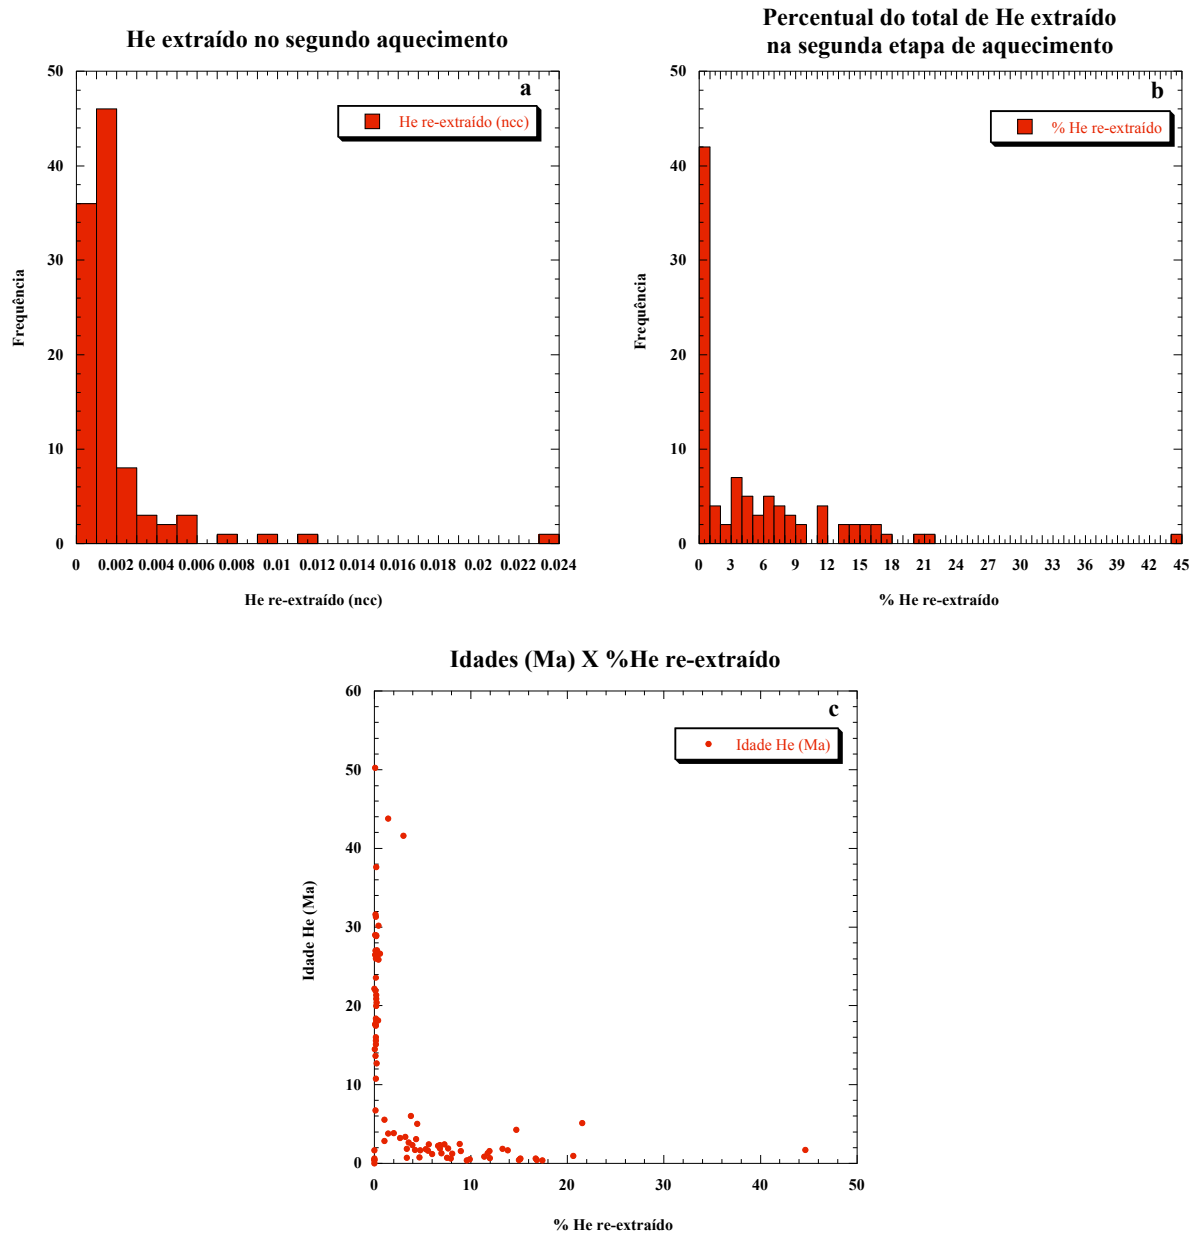 He extraído no segundo aquecimento
a
He re-extraído (ncc)
50
40
30
20
10
0
Frequência
0 0.002 0.004 0.006 0.008 0.01 0.012 0.014 0.016 0.018 0.02 0.022 0.024
He re-extraído (ncc)
Percentual do total de He extraído
na segunda etapa de aquecimento
b
% He re-extraído
50
40
30
20
10
0
Frequência
0 3 6 9 12 15 18 21 24 27 30 33 36 39 42 45
% He re-extraído
Idades (Ma) X %He re-extraído
c
Idade He (Ma)
60
50
40
30
20
10
0
Idade He (Ma)
0 10 20 30 40 50
% He re-extraído